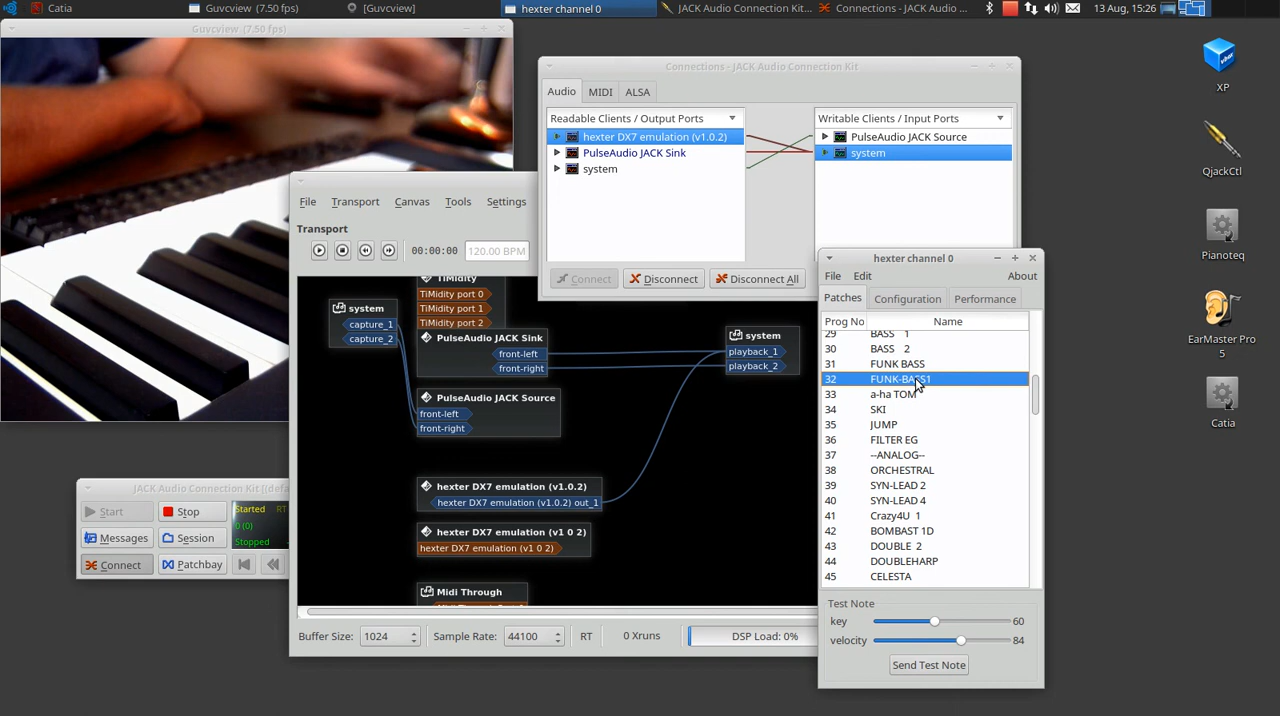 Catia
Guvcview (7.50 fps)
[Guvcview]
hexter channel 0
JACK Audio Connection Kit...
Connections - JACK Audio ...
13 Aug, 15:26
Guvcview (7.50 fps)
Connections - JACK Audio Connection Kit
Audio
MIDI
ALSA
Readable Clients / Output Ports
Writable Clients / Input Ports
hexter DX7 emulation (v1.0.2)
PulseAudio JACK Sink
system
PulseAudio JACK Source
system
Connect
Disconnect
Disconnect All
File
Transport
Canvas
Tools
Settings
Transport
00:00:00
120.00 BPM
TiMidity
TiMidity port 0
TiMidity port 1
TiMidity port 2
system
capture_1
capture_2
PulseAudio JACK Sink
front-left
front-right
PulseAudio JACK Source
front-left
front-right
system
playback_1
playback_2
hexter DX7 emulation (v1.0.2)
hexter DX7 emulation (v1.0.2) out_1
hexter DX7 emulation (v1 0 2)
hexter DX7 emulation (v1 0 2)
Midi Through
Buffer Size:
1024
Sample Rate:
44100
RT
0 Xruns
DSP Load: 0%
Start
Stop
Messages
Session
Connect
Patchbay
Started
RT
0 (0)
Stopped
hexter channel 0
File
Edit
About
Patches
Configuration
Performance
Prog No
Name
29 BASS 1
30 BASS 2
31 FUNK BASS
32 FUNK-BASS1
33 a-ha TOM
34 SKI
35 JUMP
36 FILTER EG
37 --ANALOG--
38 ORCHESTRAL
39 SYN-LEAD 2
40 SYN-LEAD 4
41 Crazy4U 1
42 BOMBAST 1D
43 DOUBLE 2
44 DOUBLEHARP
45 CELESTA
Test Note
key
60
velocity
84
Send Test Note
XP
QjackCtl
Pianoteq
EarMaster Pro
5
Catia